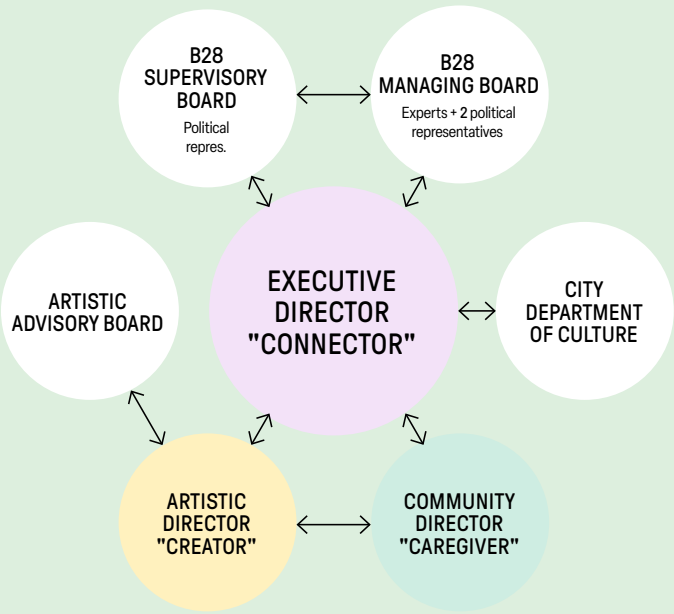 B28
SUPERVISORY
BOARD
Political
repres.
B28
MANAGING BOARD
Experts + 2 political
representatives
EXECUTIVE
DIRECTOR
"CONNECTOR"
ARTISTIC
ADVISORY BOARD
CITY
DEPARTMENT
OF CULTURE
ARTISTIC
DIRECTOR
"CREATOR"
COMMUNITY
DIRECTOR
"CAREGIVER"